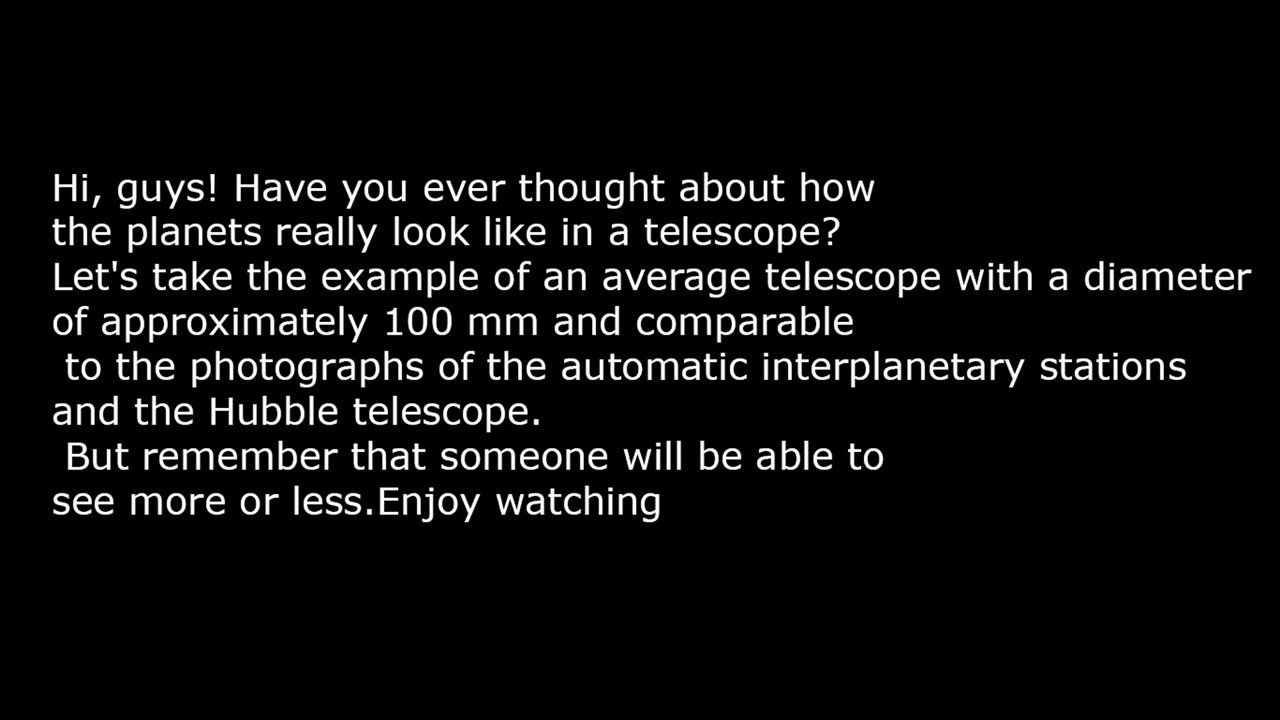 Hi, guys! Have you ever thought about how
the planets really look like in a telescope?
Let's take the example of an average telescope with a diameter
of approximately 100 mm and comparable
to the photographs of the automatic interplanetary stations
and the Hubble telescope.
But remember that someone will be able to
see more or less.Enjoy watching